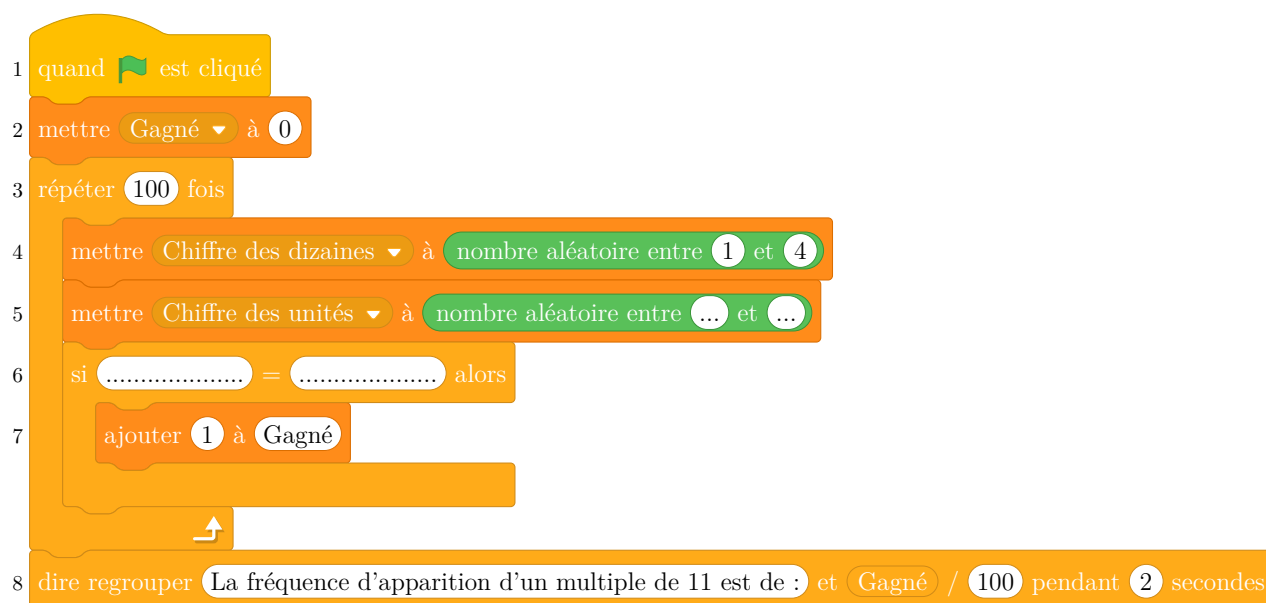 1 quand est cliqué
2 mettre Gagné à 0
3 répéter 100 fois
4 mettre Chiffre des dizaines à nombre aléatoire entre 1 et 4
5 mettre Chiffre des unités à nombre aléatoire entre ... et ...
6 si .................... = .................... alors
7 ajouter 1 à Gagné
8 dire regrouper La fréquence d'apparition d'un multiple de 11 est de : et Gagné / 100 pendant 2 secondes